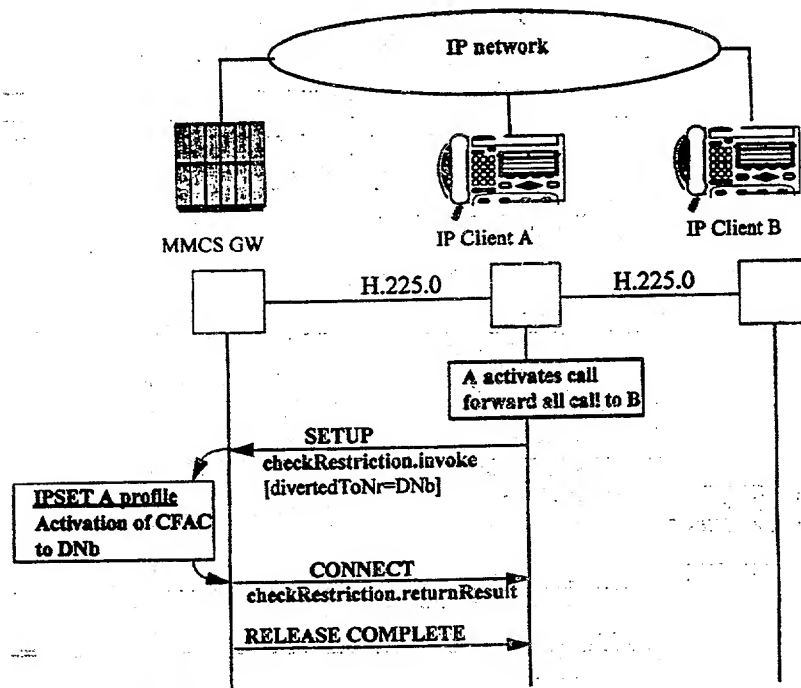 IP network
MMCS GW
IP Client A
IP Client B
H.225.0
H.225.0
A activates call
forward all call to B
SETUP
checkRestriction.invoke
[divertedToNr=DNb]
IPSET A profile
Activation of CFAC
to DNb
CONNECT
checkRestriction.returnResult
RELEASE COMPLETE